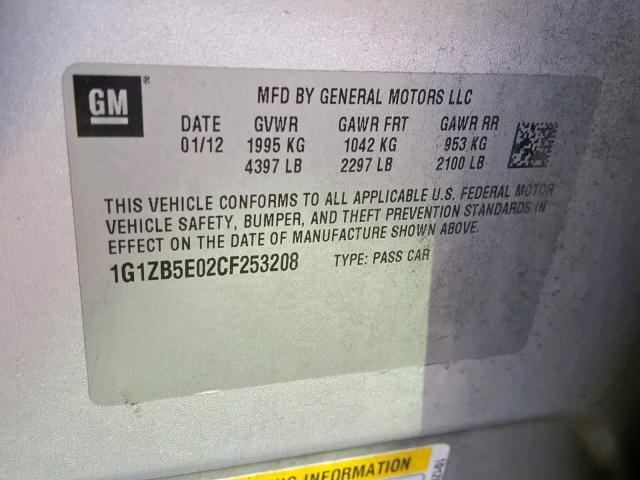 GM®
MFD BY GENERAL MOTORS LLC
DATE GVWR GAWR FRT GAWR RR
01/12 1995 KG 1042 KG 953 KG
4397 LB 2297 LB 2100 LB
THIS VEHICLE CONFORMS TO ALL APPLICABLE U.S. FEDERAL MOTOR
VEHICLE SAFETY, BUMPER, AND THEFT PREVENTION STANDARDS IN
EFFECT ON THE DATE OF MANUFACTURE SHOWN ABOVE.
1G1ZB5E02CF253208 TYPE: PASS CAR
INFORMATION